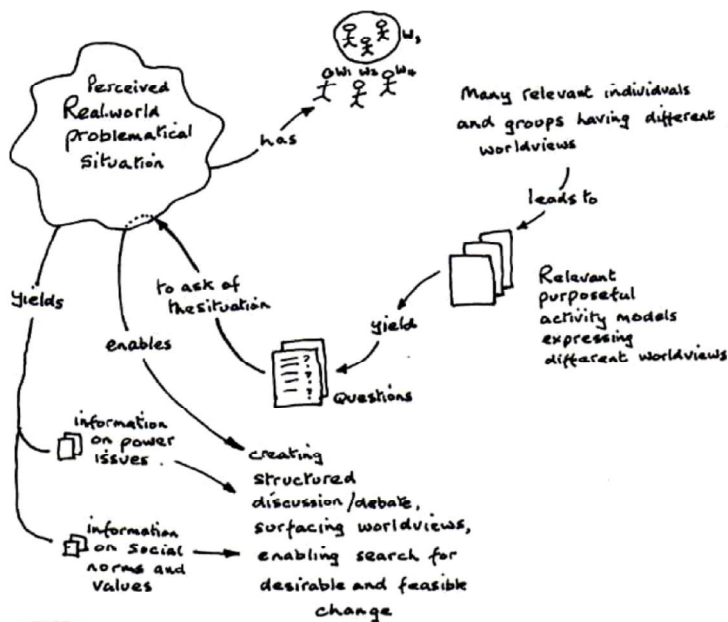 Perceived
Real-world
problematical
situation
has
W3
W1 W2 W4
Many relevant individuals
and groups having different
worldviews
leads to
Relevant
purposeful
activity models
expressing
different worldviews
yield
? ? ?
Questions
to ask of
the situation
enables
yields
information
on power
issues
information
on social
norms and
values
creating
structured
discussion/debate,
surfacing worldviews,
enabling search for
desirable and feasible
change